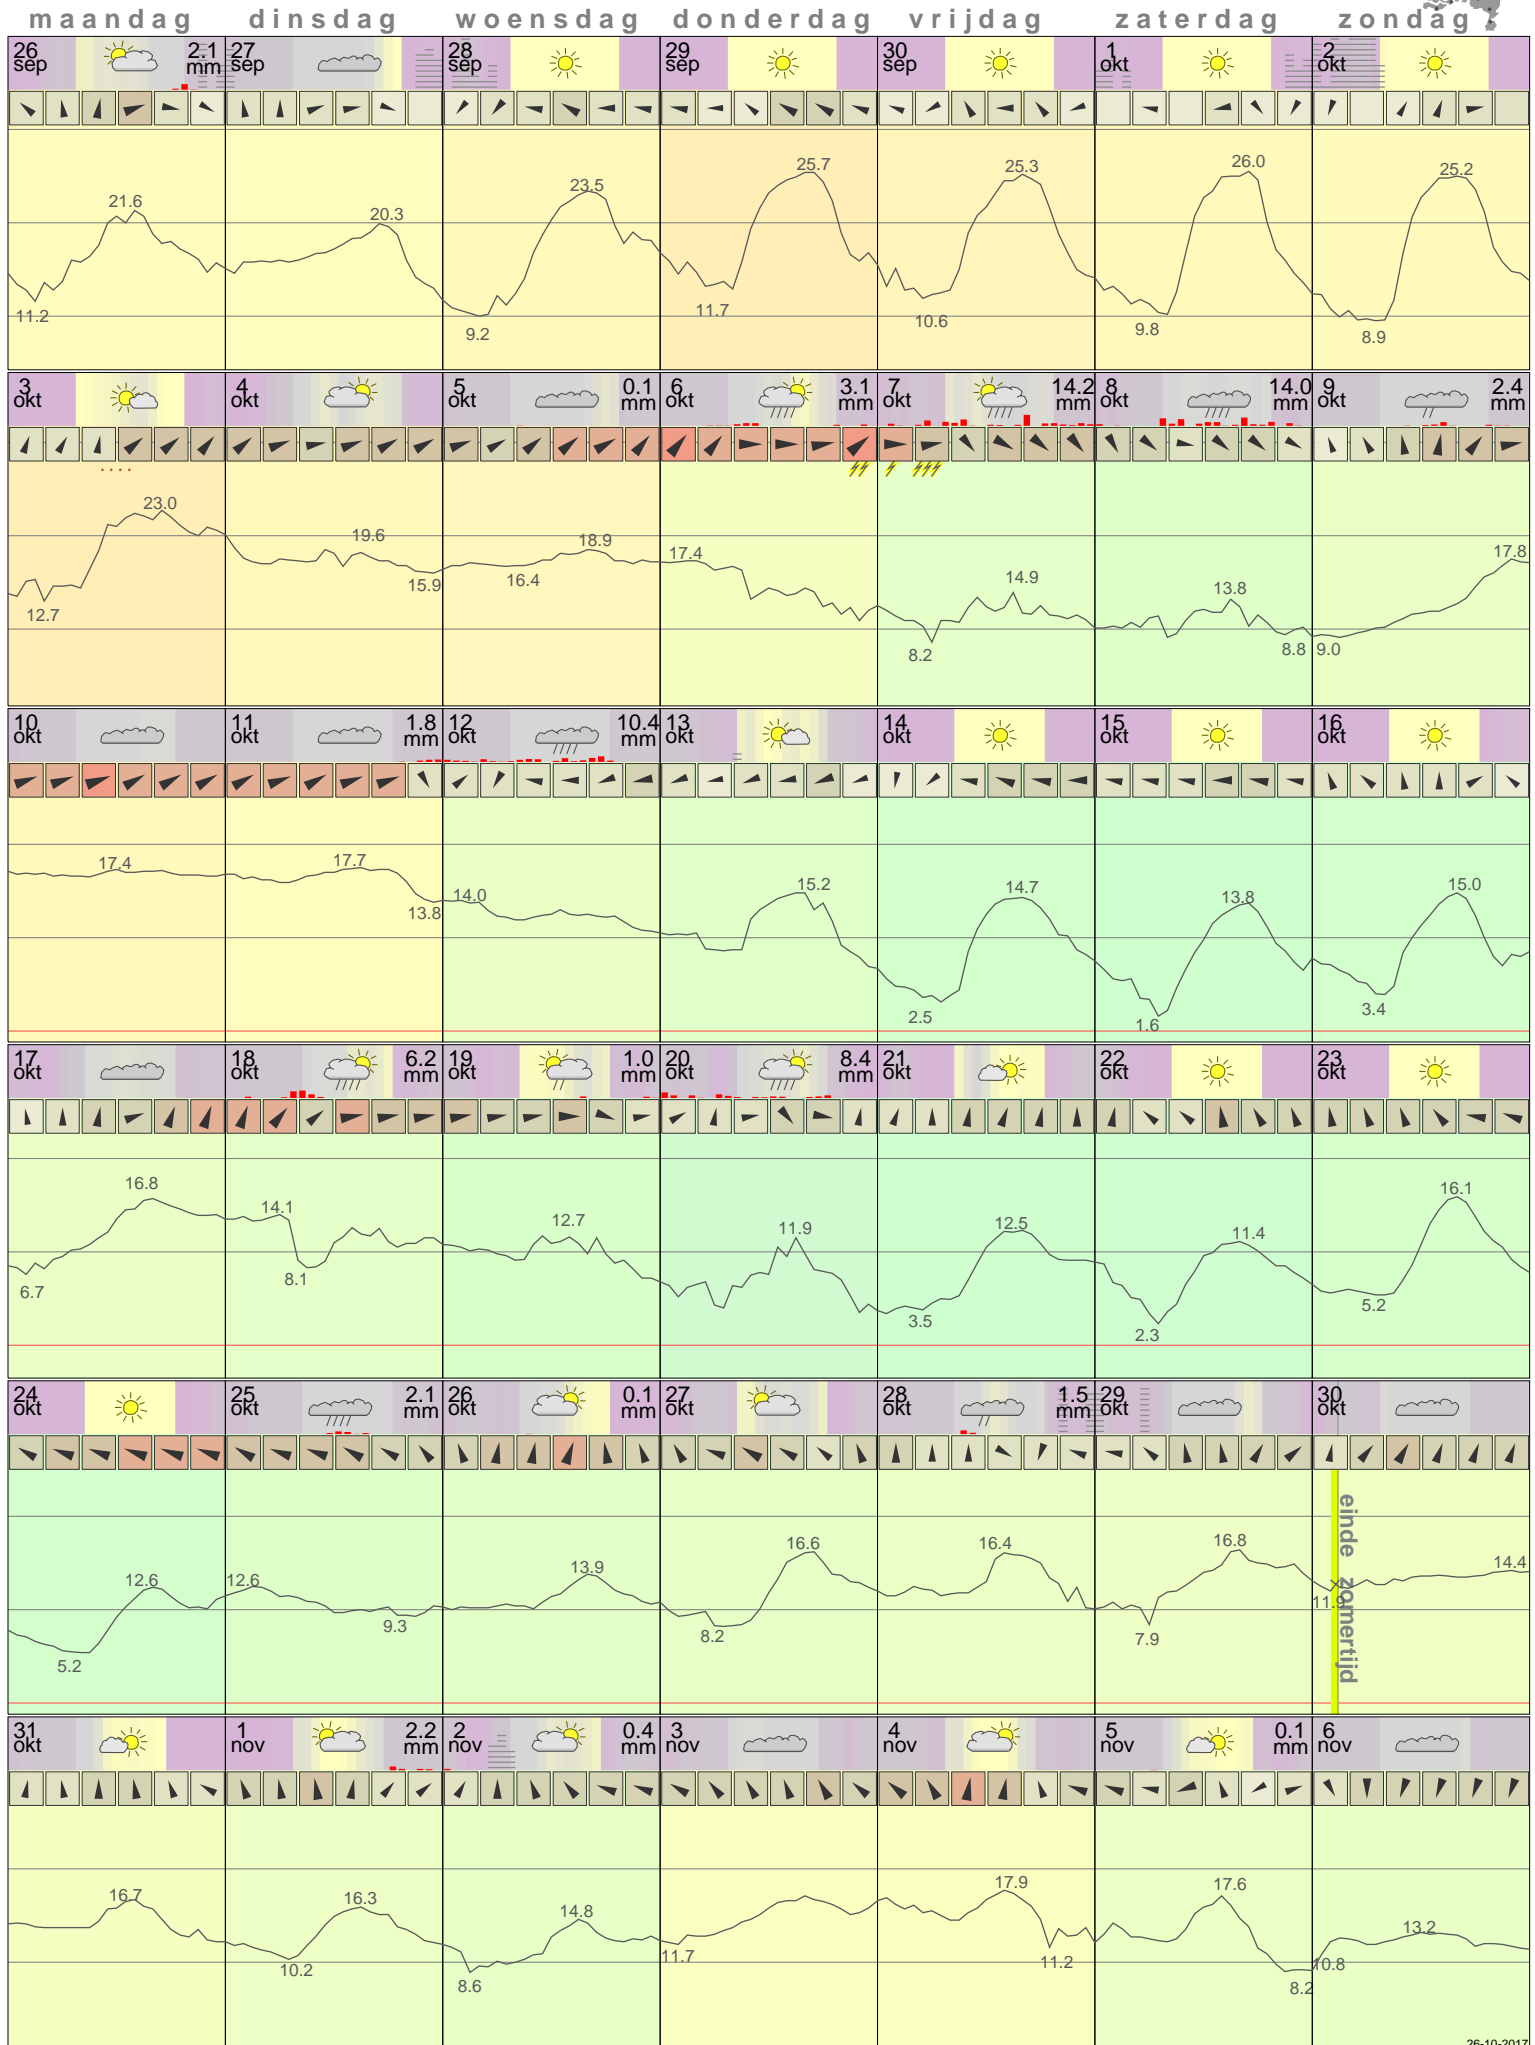 maandag dinsdag woensdag donderdag vrijdag zaterdag zondag
26 sep 2.1 mm 27 sep 28 sep 29 sep 30 sep 1 okt 2 okt
21.6 20.3 23.5 25.7 25.3 26.0 25.2
11.2 9.2 11.7 10.6 9.8 8.9
3 okt 4 okt 5 okt 0.1 mm 6 okt 3.1 mm 7 okt 14.2 mm 8 okt 14.0 mm 9 okt 2.4 mm
23.0 19.6 18.9 17.4 14.9 13.8 17.8
12.7 15.9 16.4 8.2 8.8 9.0
10 okt 11 okt 1.8 mm 12 okt 10.4 mm 13 okt 14 okt 15 okt 16 okt
17.4 17.7 14.0 15.2 14.7 13.8 15.0
13.8 2.5 1.6 3.4
17 okt 18 okt 6.2 mm 19 okt 1.0 mm 20 okt 8.4 mm 21 okt 22 okt 23 okt
16.8 14.1 12.7 11.9 12.5 11.4 16.1
6.7 8.1 3.5 2.3 5.2
24 okt 25 okt 2.1 mm 26 okt 0.1 mm 27 okt 28 okt 1.5 mm 29 okt 30 okt
12.6 12.6 13.9 16.6 16.4 16.8 14.4
5.2 9.3 8.2 7.9 11.9
einde zomertijd
31 okt 1 nov 2.2 mm 2 nov 0.4 mm 3 nov 4 nov 5 nov 0.1 mm 6 nov
16.7 16.3 14.8 17.9 17.6 13.2
10.2 8.6 11.7 11.2 8.2 10.8
26-10-2017